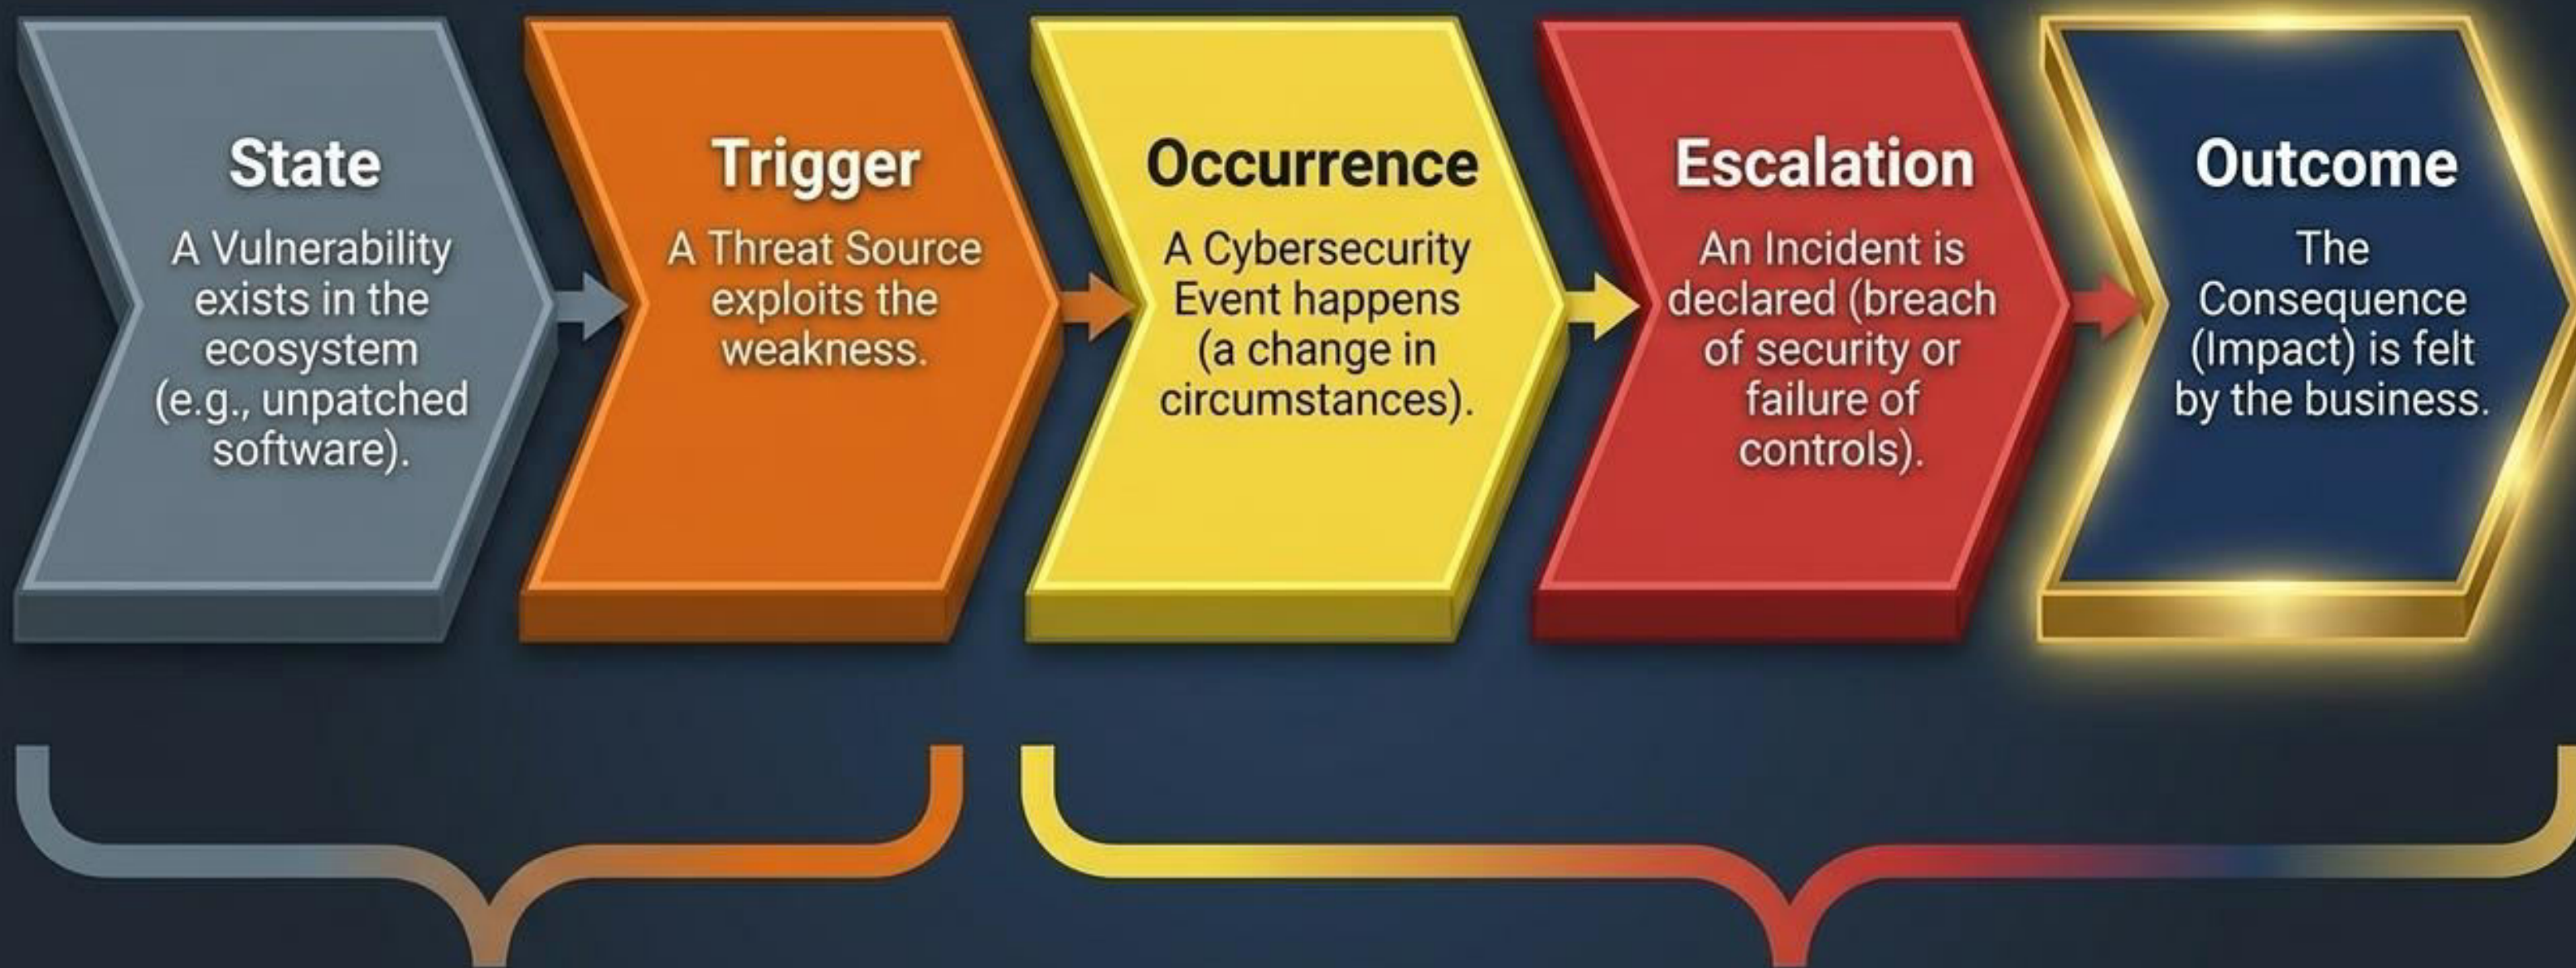 State
A Vulnerability
exists in the
ecosystem
(e.g., unpatched
software).
Trigger
A Threat Source
exploits the
weakness.
Occurrence
A Cybersecurity
Event happens
(a change in
circumstances).
Escalation
An Incident is
declared (breach
of security or
failure of
controls).
Outcome
The
Consequence
(Impact) is felt
by the business.